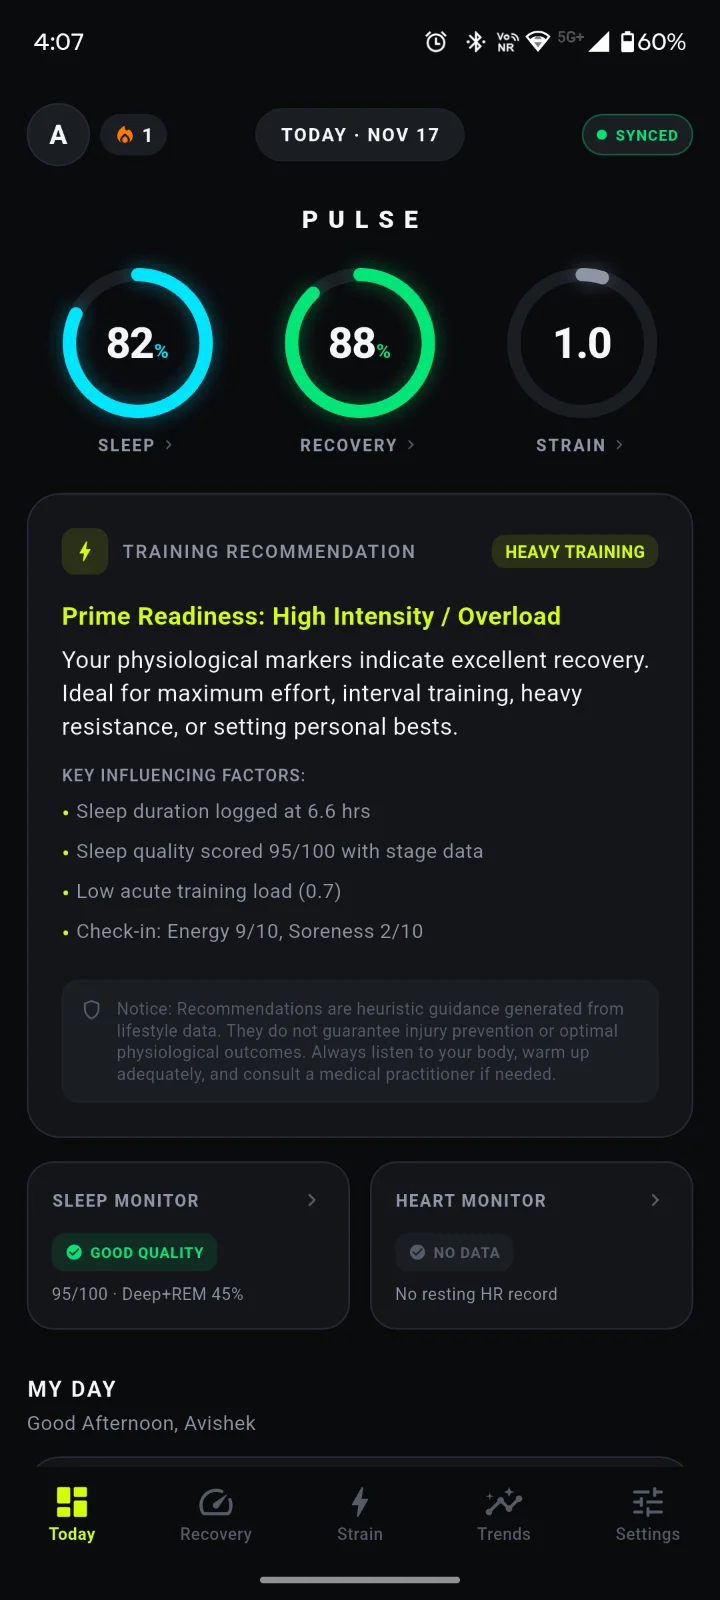 4:07
Vo NR 5G+ 60%
A 1 TODAY · NOV 17 SYNCED
PULSE
82% 88% 1.0
SLEEP RECOVERY STRAIN
TRAINING RECOMMENDATION HEAVY TRAINING
Prime Readiness: High Intensity / Overload
Your physiological markers indicate excellent recovery.
Ideal for maximum effort, interval training, heavy
resistance, or setting personal bests.
KEY INFLUENCING FACTORS:
• Sleep duration logged at 6.6 hrs
• Sleep quality scored 95/100 with stage data
• Low acute training load (0.7)
• Check-in: Energy 9/10, Soreness 2/10
Notice: Recommendations are heuristic guidance generated from
lifestyle data. They do not guarantee injury prevention or optimal
physiological outcomes. Always listen to your body, warm up
adequately, and consult a medical practitioner if needed.
SLEEP MONITOR
GOOD QUALITY
95/100 · Deep+REM 45%
HEART MONITOR
NO DATA
No resting HR record
MY DAY
Good Afternoon, Avishek
Today Recovery Strain Trends Settings